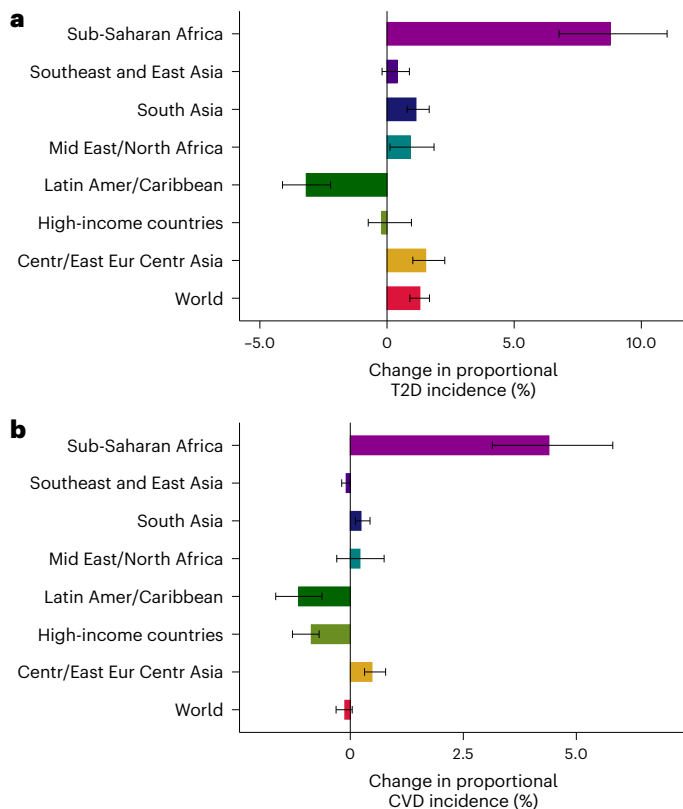 a
Sub-Saharan Africa
Southeast and East Asia
South Asia
Mid East/North Africa
Latin Amer/Caribbean
High-income countries
Centr/East Eur Centr Asia
World
–5.0 0 5.0 10.0
Change in proportional
T2D incidence (%)
b
Sub-Saharan Africa
Southeast and East Asia
South Asia
Mid East/North Africa
Latin Amer/Caribbean
High-income countries
Centr/East Eur Centr Asia
World
0 2.5 5.0
Change in proportional
CVD incidence (%)